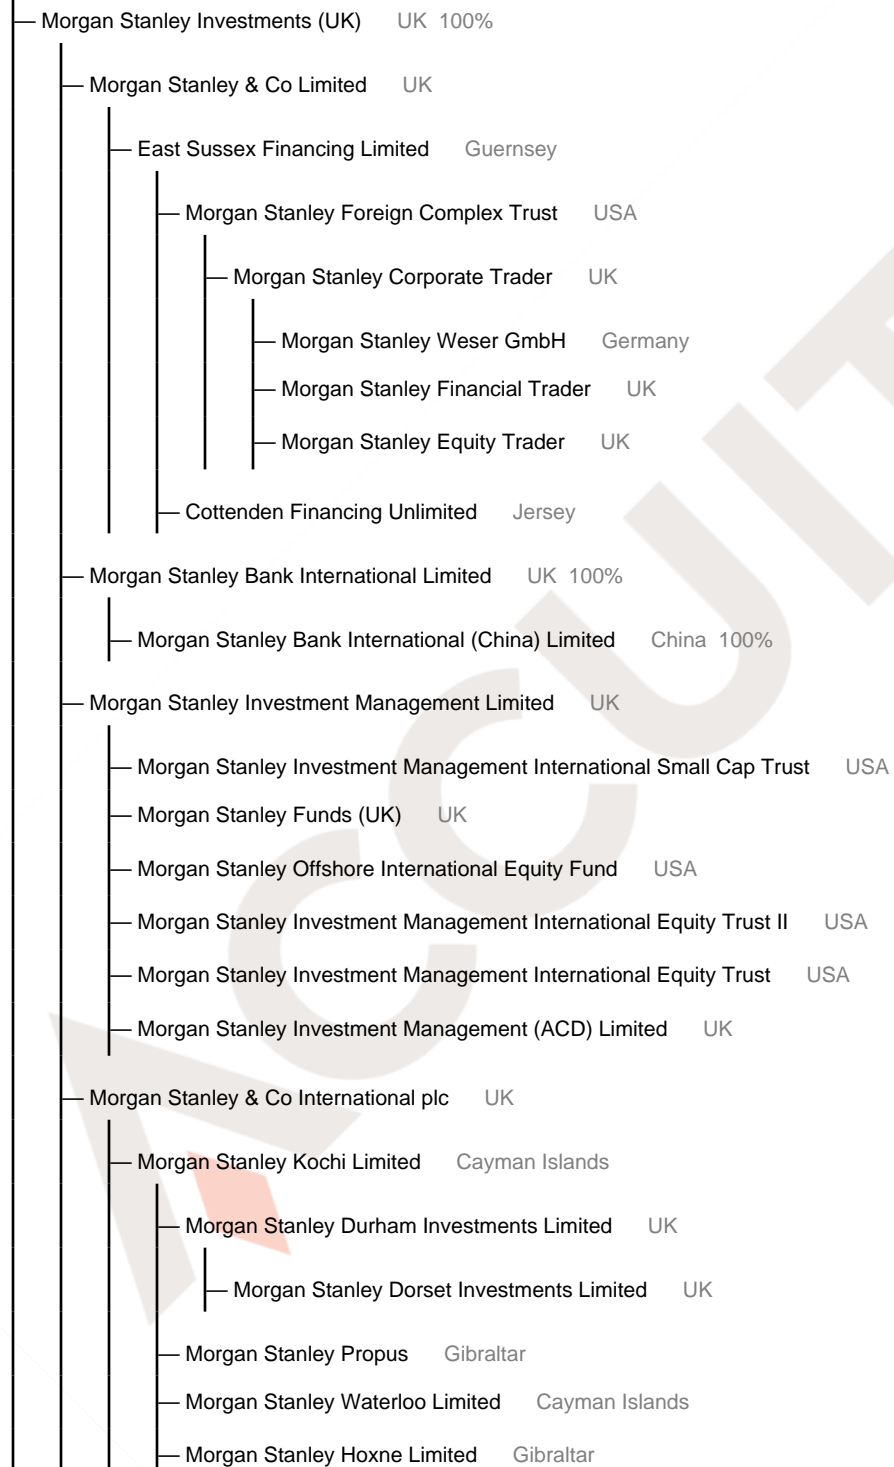 Morgan Stanley Investments (UK) UK 100%
Morgan Stanley & Co Limited UK
East Sussex Financing Limited Guernsey
Morgan Stanley Foreign Complex Trust USA
Morgan Stanley Corporate Trader UK
Morgan Stanley Weser GmbH Germany
Morgan Stanley Financial Trader UK
Morgan Stanley Equity Trader UK
Cottenden Financing Unlimited Jersey
Morgan Stanley Bank International Limited UK 100%
Morgan Stanley Bank International (China) Limited China 100%
Morgan Stanley Investment Management Limited UK
Morgan Stanley Investment Management International Small Cap Trust USA
Morgan Stanley Funds (UK) UK
Morgan Stanley Offshore International Equity Fund USA
Morgan Stanley Investment Management International Equity Trust II USA
Morgan Stanley Investment Management International Equity Trust USA
Morgan Stanley Investment Management (ACD) Limited UK
Morgan Stanley & Co International plc UK
Morgan Stanley Kochi Limited Cayman Islands
Morgan Stanley Durham Investments Limited UK
Morgan Stanley Dorset Investments Limited UK
Morgan Stanley Propus Gibraltar
Morgan Stanley Waterloo Limited Cayman Islands
Morgan Stanley Hoxne Limited Gibraltar
ACCUIT